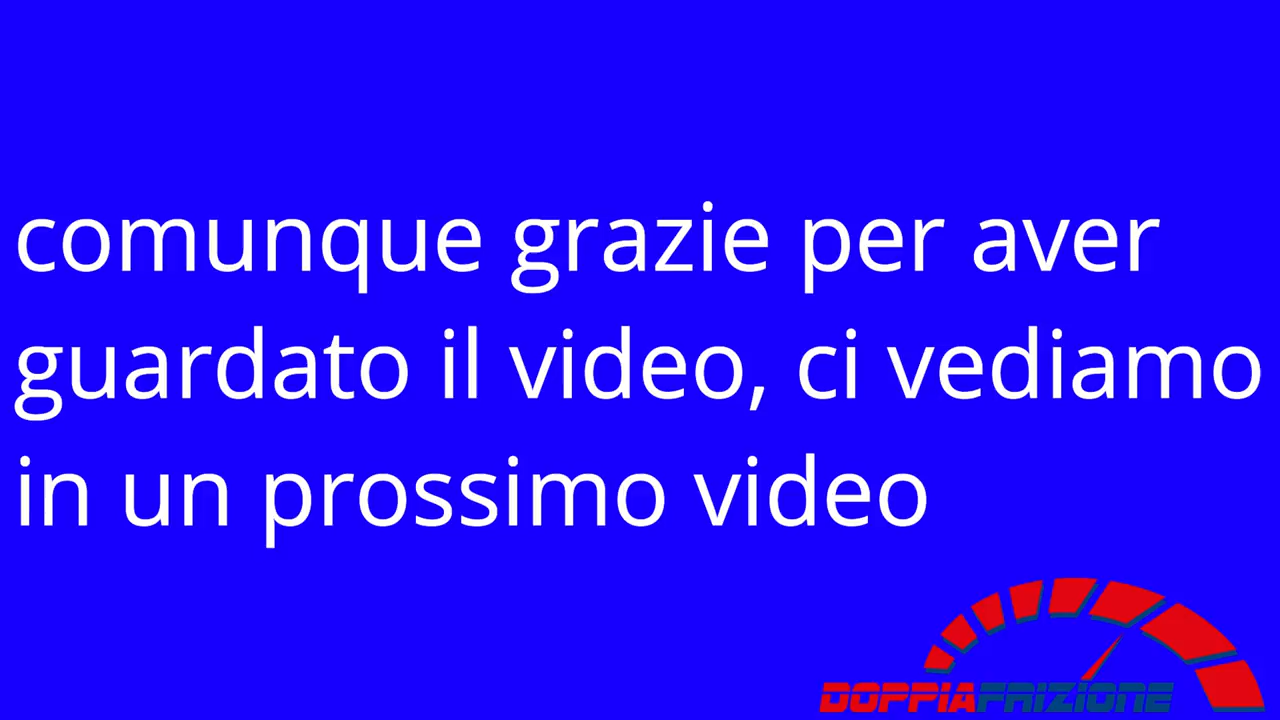 comunque grazie per aver
guardato il video, ci vediamo
in un prossimo video
DOPPIAFRIZIONE